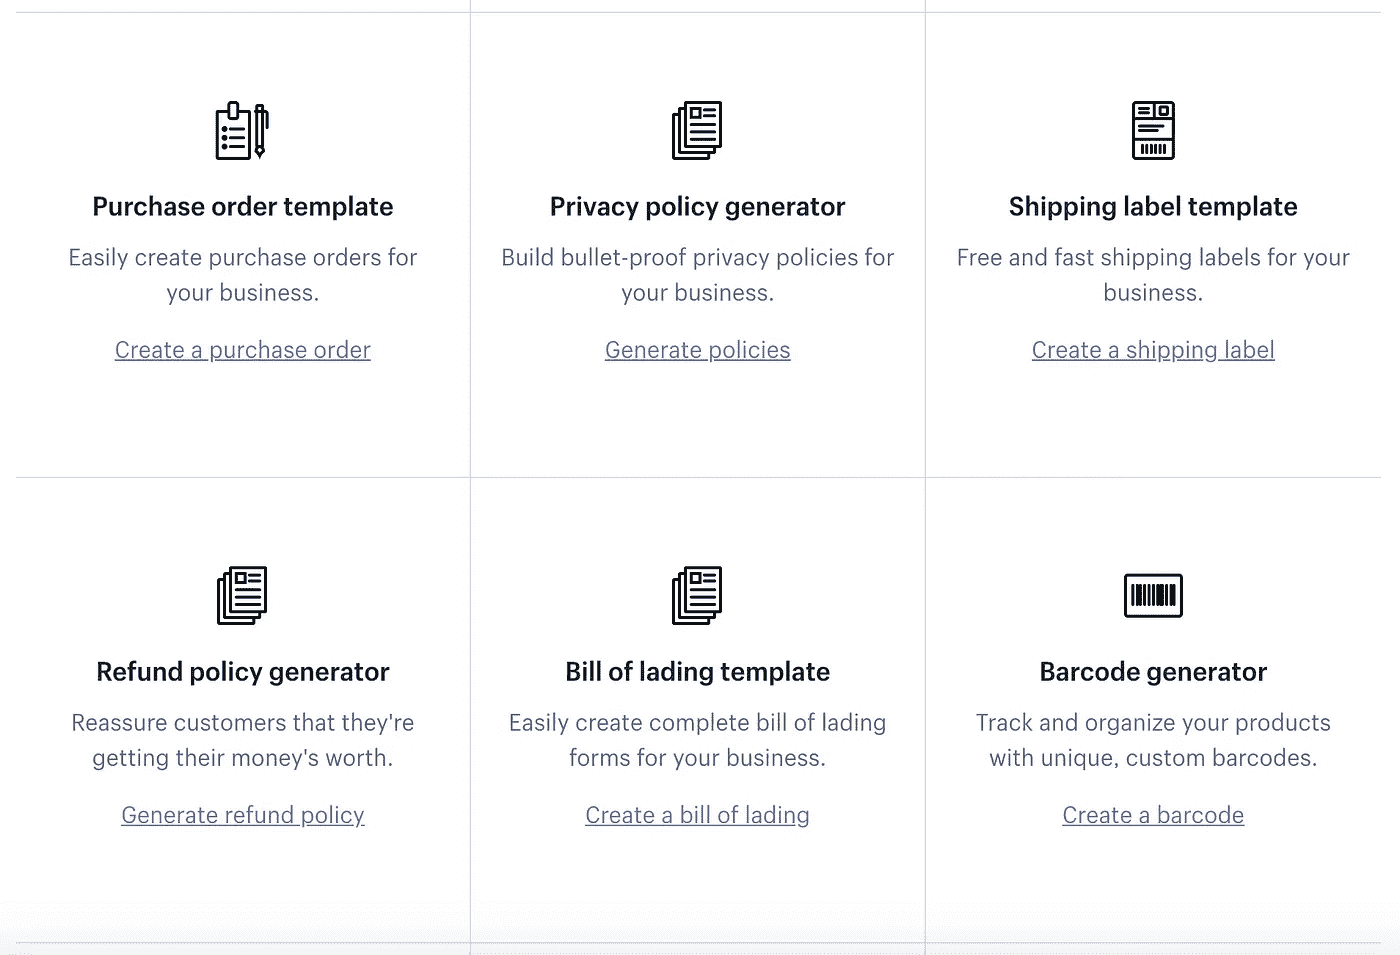 Purchase order template
Easily create purchase orders for
your business.
Create a purchase order
Privacy policy generator
Build bullet-proof privacy policies for
your business.
Generate policies
Shipping label template
Free and fast shipping labels for your
business.
Create a shipping label
Refund policy generator
Reassure customers that they're
getting their money's worth.
Generate refund policy
Bill of lading template
Easily create complete bill of lading
forms for your business.
Create a bill of lading
Barcode generator
Track and organize your products
with unique, custom barcodes.
Create a barcode